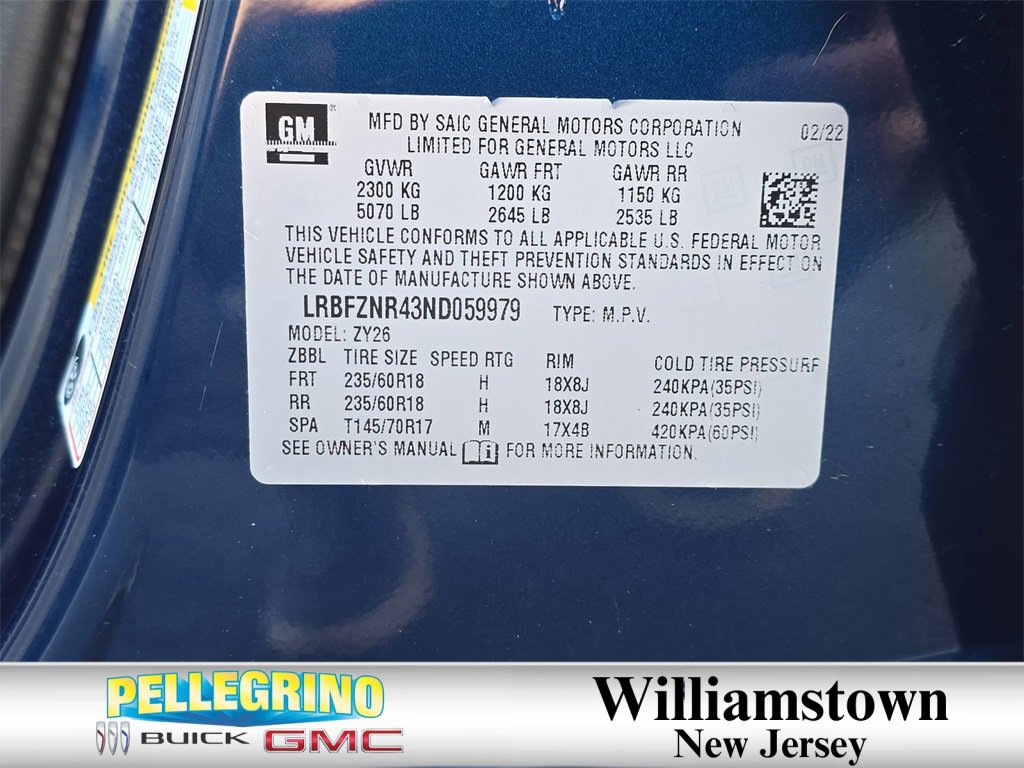 GM
®
MFD BY SAIC GENERAL MOTORS CORPORATION 02/22
LIMITED FOR GENERAL MOTORS LLC
GVWR GAWR FRT GAWR RR
2300 KG 1200 KG 1150 KG
5070 LB 2645 LB 2535 LB
THIS VEHICLE CONFORMS TO ALL APPLICABLE U.S. FEDERAL MOTOR
VEHICLE SAFETY AND THEFT PREVENTION STANDARDS IN EFFECT ON
THE DATE OF MANUFACTURE SHOWN ABOVE.
LRBFZNR43ND059979 TYPE: M.P.V.
MODEL: ZY26
ZBBL TIRE SIZE SPEED RTG RIM COLD TIRE PRESSURE
FRT 235/60R18 H 18X8J 240KPA(35PSI)
RR 235/60R18 H 18X8J 240KPA(35PSI)
SPA T145/70R17 M 17X4B 420KPA(60PSI)
SEE OWNER'S MANUAL FOR MORE INFORMATION.
PELLEGRINO
BUICK GMC
Williamstown
New Jersey